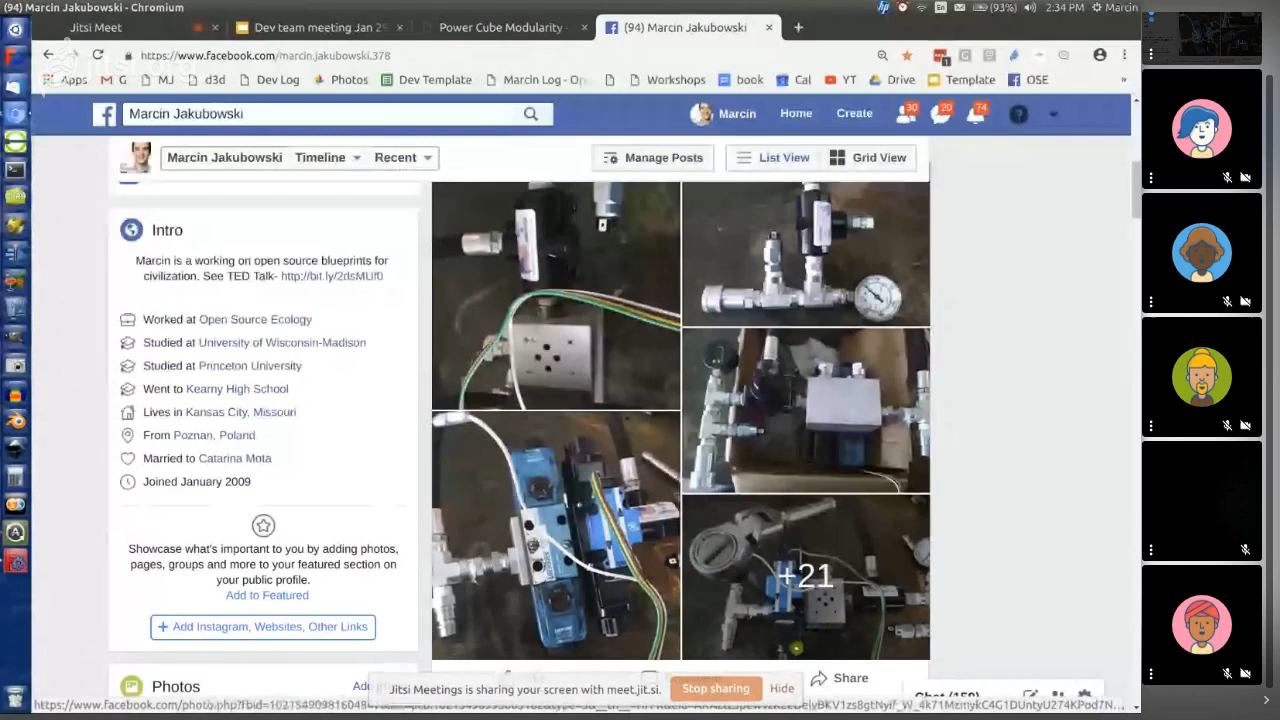 (94) Marcin Jakubowski - Chromium
(93%) 2:34 PM Marcin
Jitsi Meet
Dev team meeting Jan 25
Power Cube Modularity -
(94) Marcin Jakubowski
https://www.facebook.com/marcin.jakubowski.378
Apps G MJ d3d Dev Log Photos Dev Template Marcin Log - Op Workshops book Cal YT Drive Template OSE
Marcin Jakubowski
Marcin Home Create 30 20 74
Marcin Jakubowski Timeline Recent
Manage Posts List View Grid View
Intro
Marcin is a working on open source blueprints for
civilization. See TED Talk- http://bit.ly/2dsMUf0
Worked at Open Source Ecology
Studied at University of Wisconsin-Madison
Studied at Princeton University
Went to Kearny High School
Lives in Kansas City, Missouri
From Poznan, Poland
Married to Catarina Mota
Joined January 2009
Showcase what's important to you by adding photos,
pages, groups and more to your featured section on
your public profile.
Add to Featured
+ Add Instagram, Websites, Other Links
+21
Photos
Share
Jitsi Meetings is sharing your screen with meet.jit.si.
Stop sharing
Hide